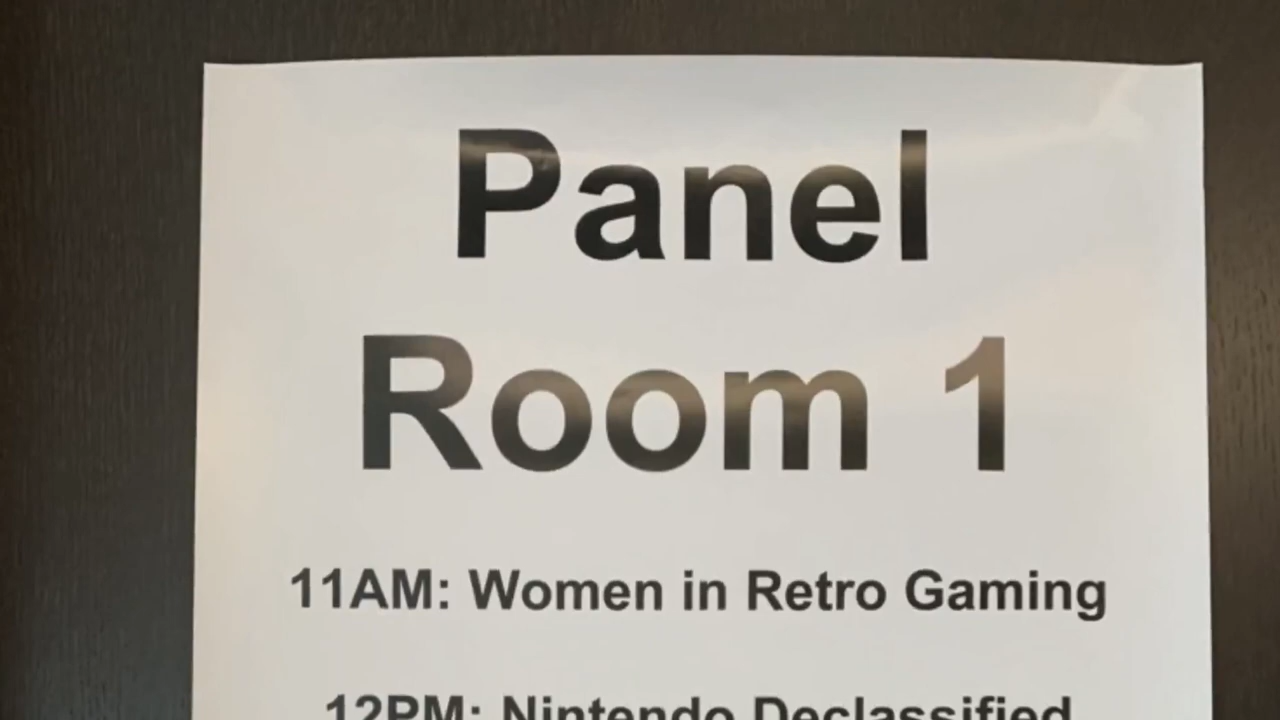 Panel
Room 1
11AM: Women in Retro Gaming
12PM: Nintendo Declassified